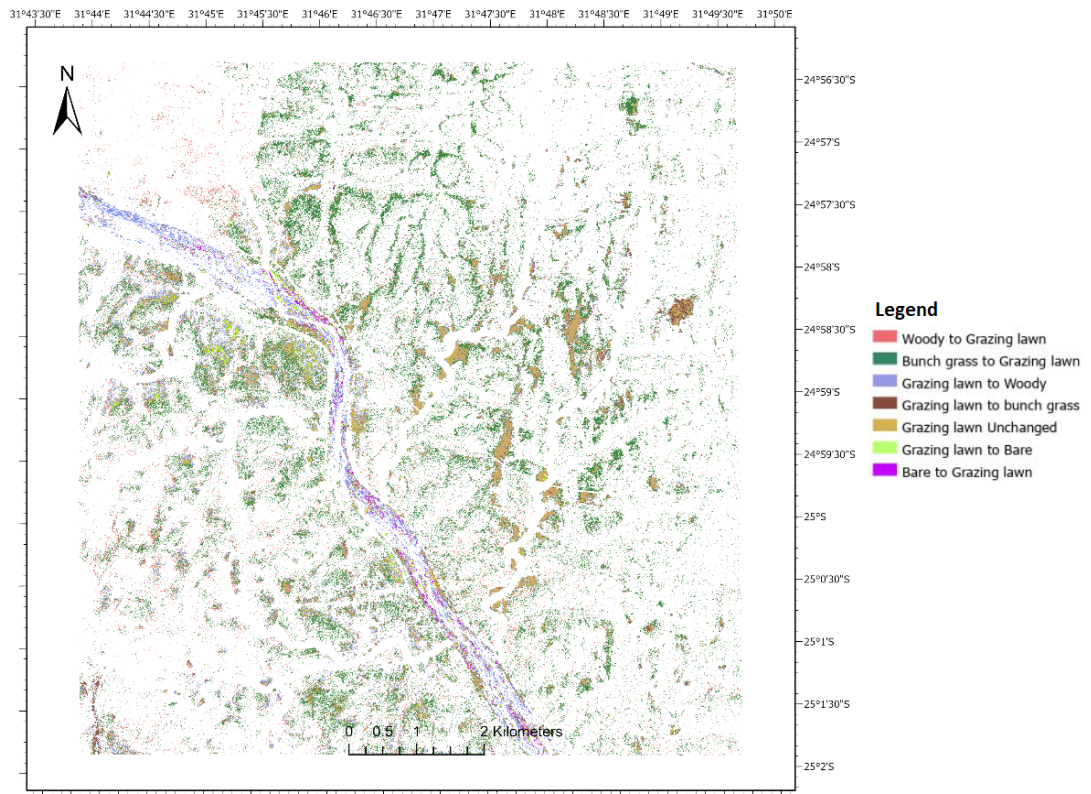 31°43'30"E 31°44'E 31°44'30"E 31°45'E 31°45'30"E 31°46'E 31°46'30"E 31°47'E 31°47'30"E 31°48'E 31°48'30"E 31°49'E 31°49'30"E 31°50'E
N
24°56'30"S
24°57'S
24°57'30"S
24°58'S
24°58'30"S
24°59'S
24°59'30"S
25°S
25°0'30"S
25°1'S
25°1'30"S
25°2'S
Legend
Woody to Grazing lawn
Bunch grass to Grazing lawn
Grazing lawn to Woody
Grazing lawn to bunch grass
Grazing lawn Unchanged
Grazing lawn to Bare
Bare to Grazing lawn
0 0.5 1 2 Kilometers